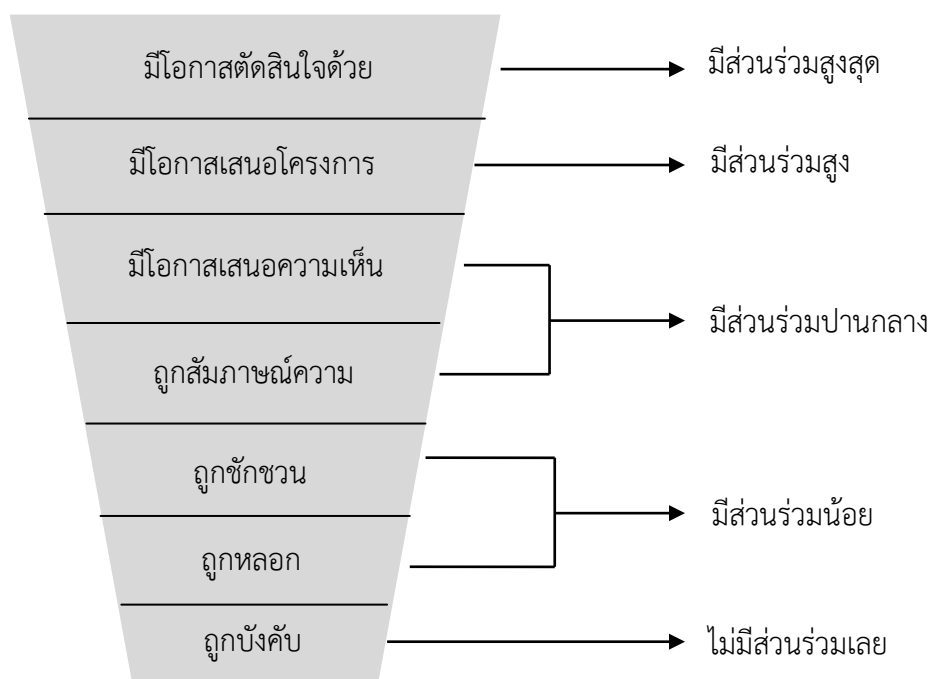 มีโอกาสตัดสินใจด้วย
มีส่วนร่วมสูงสุด
มีโอกาสเสนอโครงการ
มีส่วนร่วมสูง
มีโอกาสเสนอความเห็น
มีส่วนร่วมปานกลาง
ถูกสัมภาษณ์ความ
ถูกชักชวน
มีส่วนร่วมน้อย
ถูกหลอก
ถูกบังคับ
ไม่มีส่วนร่วมเลย